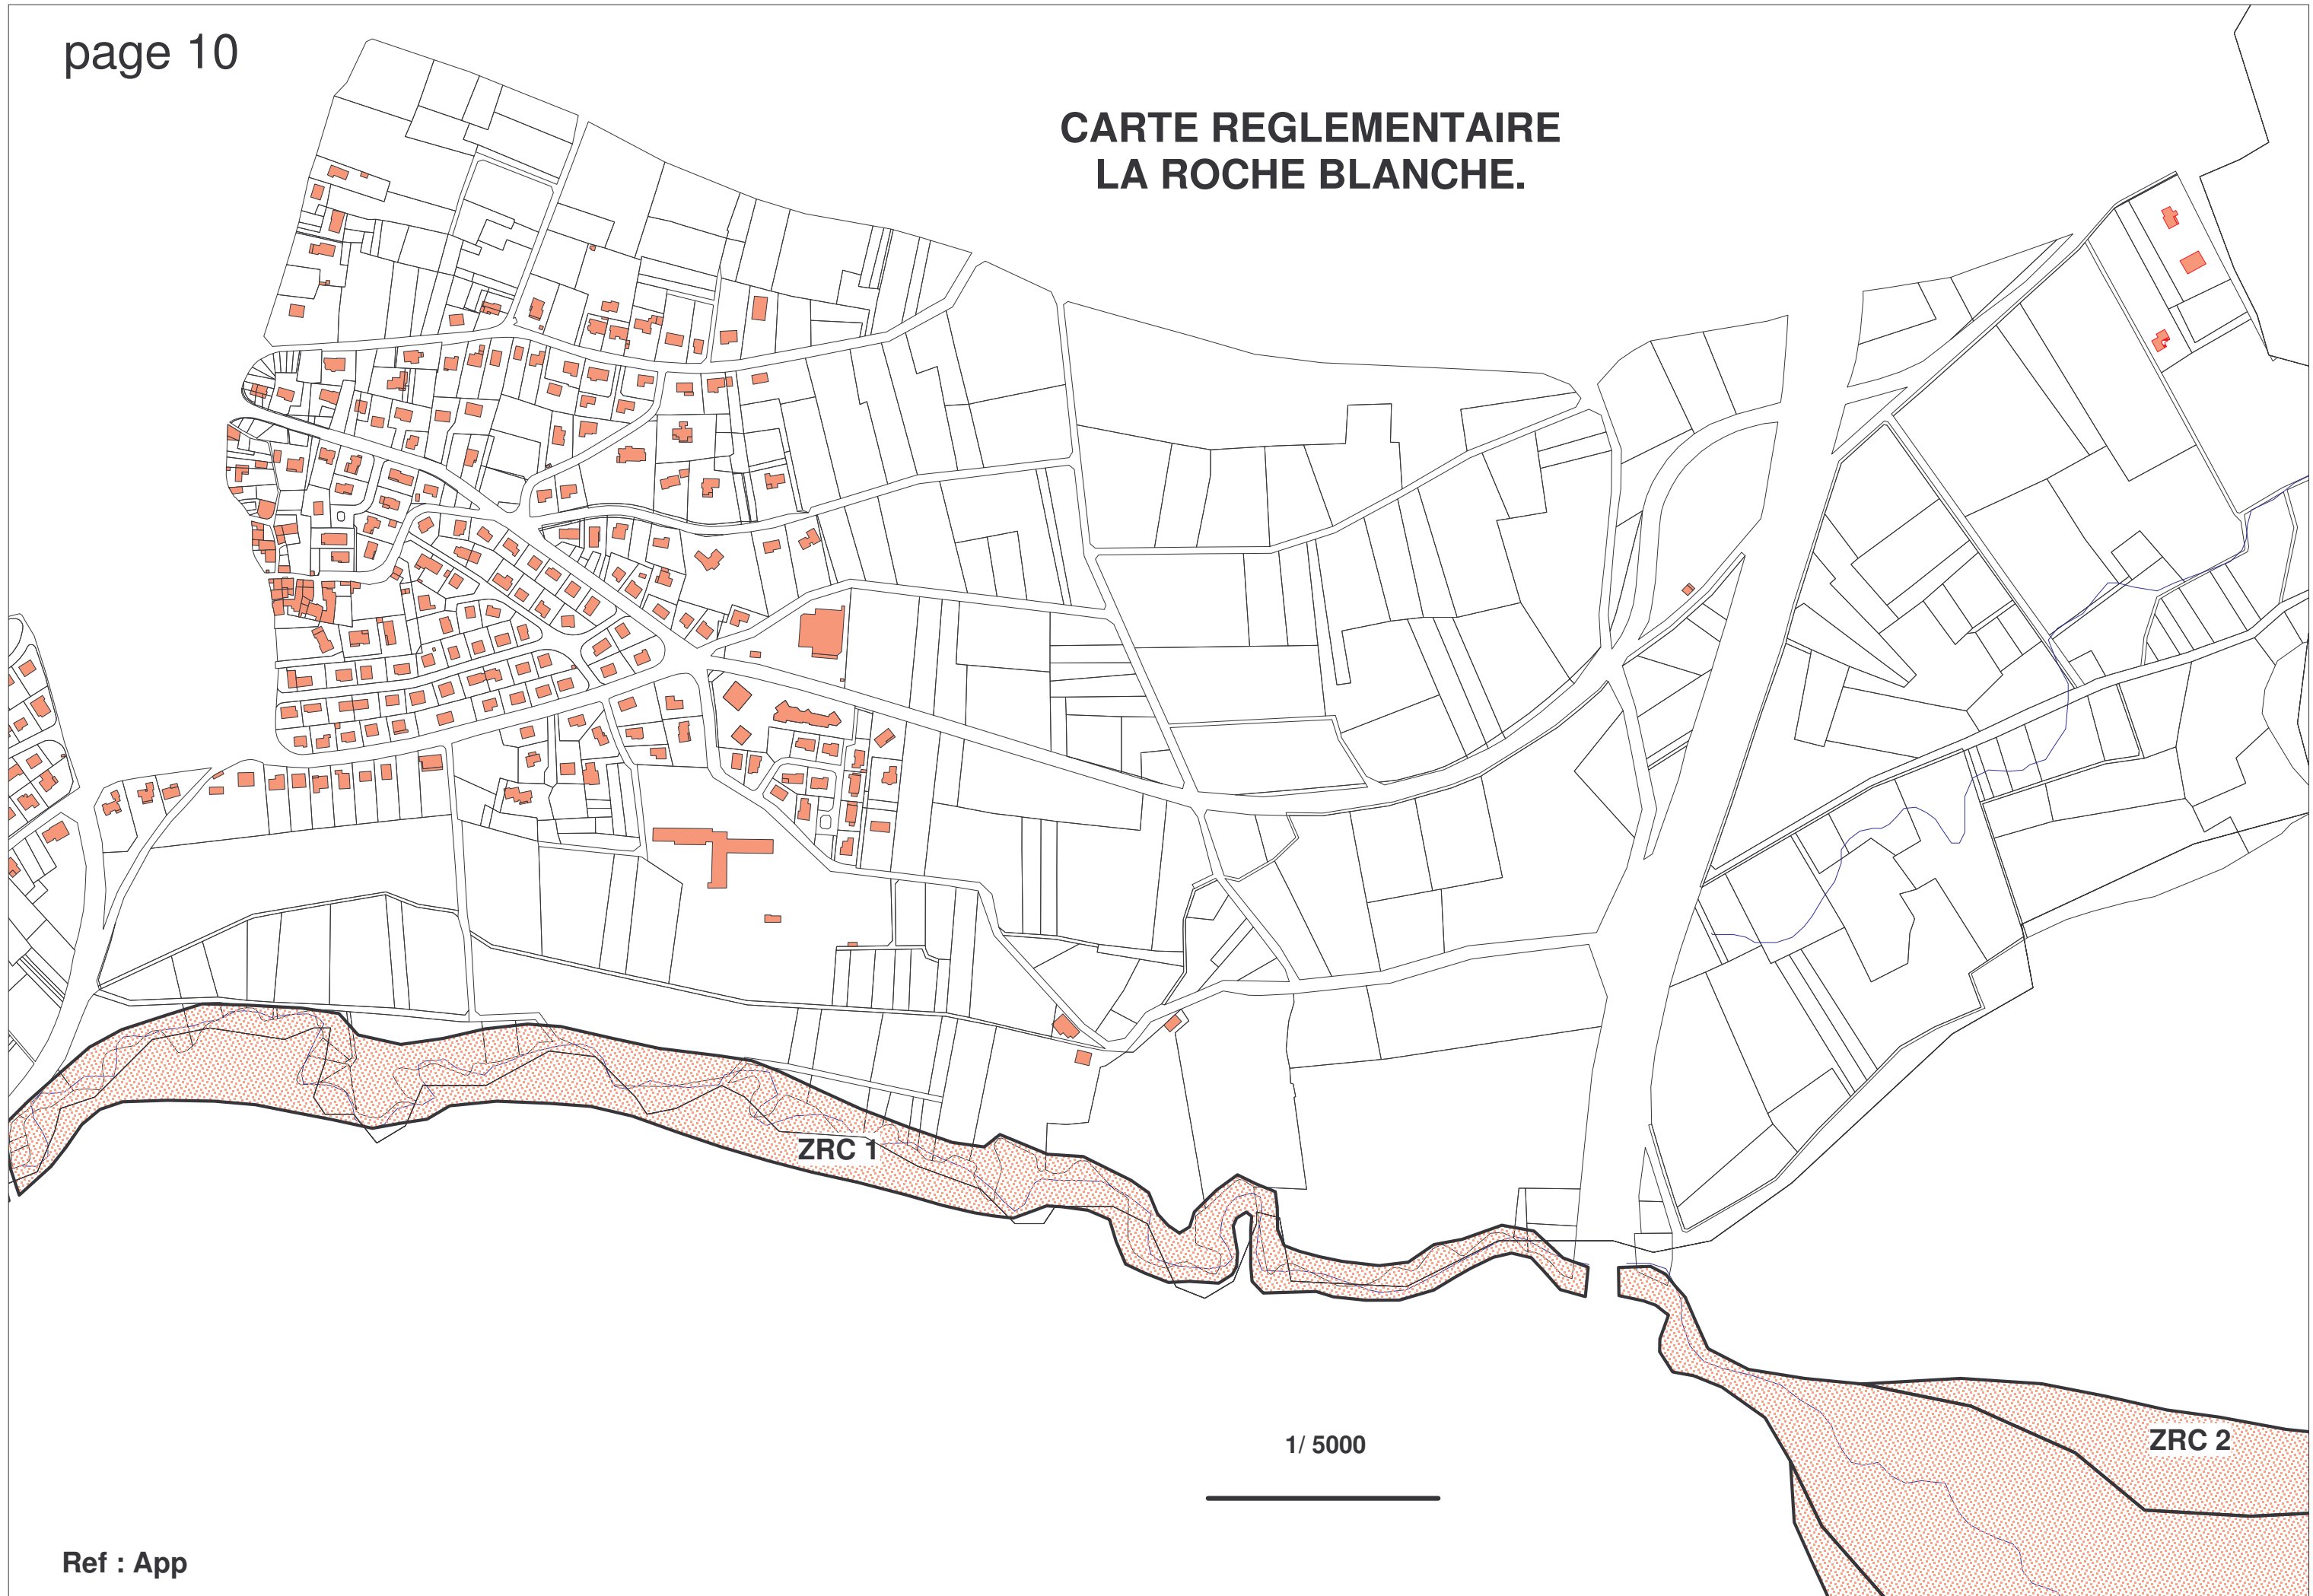 page 10
CARTE REGLEMENTAIRE
LA ROCHE BLANCHE.
ZRC 1
1/ 5000
ZRC 2
Ref : App